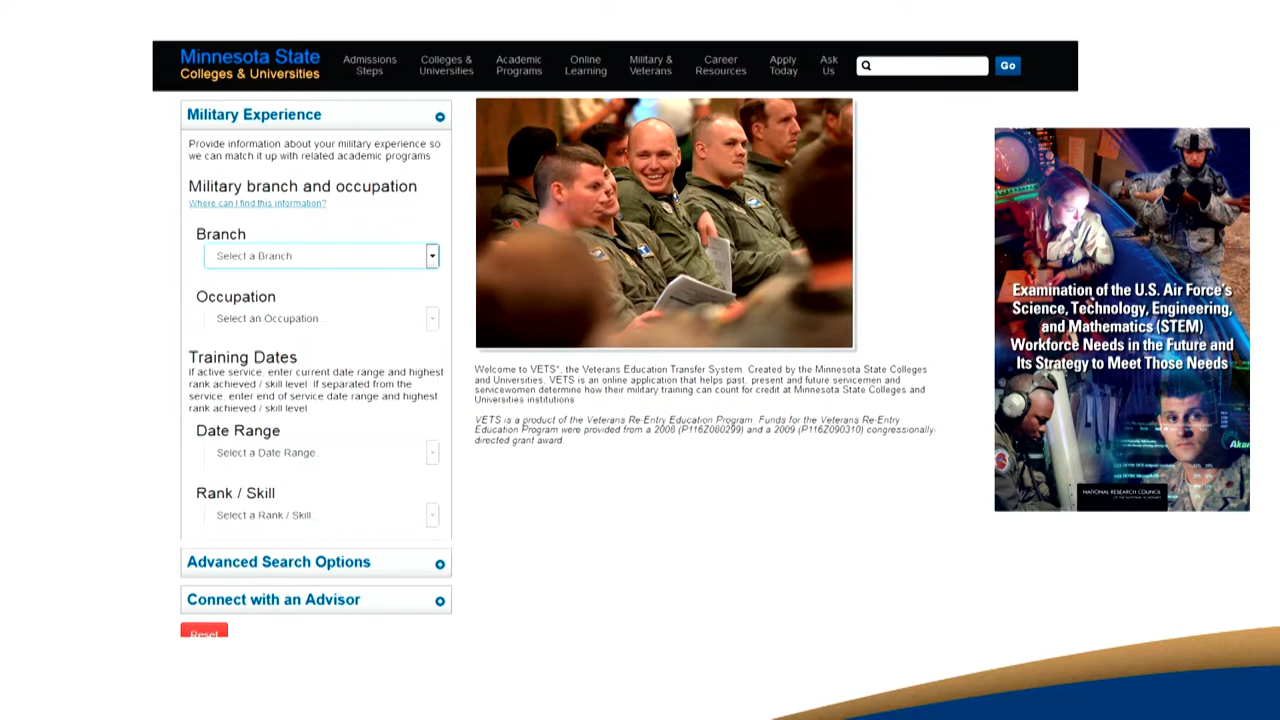 Minnesota State
Colleges & Universities
Admissions
Steps
Colleges &
Universities
Academic
Programs
Online
Learning
Military &
Veterans
Career
Resources
Apply
Today
Ask
Us
Go
Military Experience
Provide information about your military experience so
we can match it up with related academic programs
Military branch and occupation
Where can I find this information?
Branch
Select a Branch
Occupation
Select an Occupation...
Training Dates
If active service, enter current date range and highest
rank achieved / skill level. If separated from the
service, enter end of service date range and highest
rank achieved / skill level
Date Range
Select a Date Range
Rank / Skill
Select a Rank / Skill
Advanced Search Options
Connect with an Advisor
Reset
Welcome to VETS*, the Veterans Education Transfer System. Created by the Minnesota State Colleges
and Universities, VETS is an online application that helps past, present and future servicemen and
servicewomen determine how their military training can count for credit at Minnesota State Colleges and
Universities institutions
VETS is a product of the Veterans Re-Entry Education Program. Funds for the Veterans Re-Entry
Education Program were provided from a 2008 (P116Z080299) and a 2009 (P116Z090310) congressionally-
directed grant award.
Examination of the U.S. Air Force's
Science, Technology, Engineering,
and Mathematics (STEM)
Workforce Needs in the Future and
Its Strategy to Meet Those Needs
NATIONAL RESEARCH COUNCIL
OF THE NATIONAL ACADEMIES